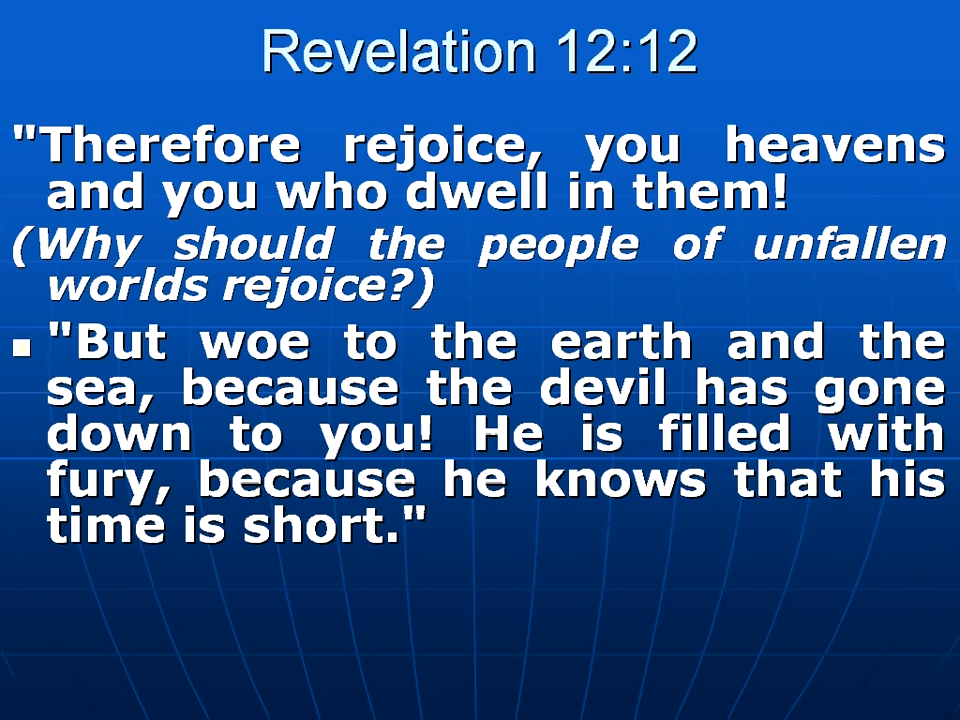 Revelation 12:12
"Therefore rejoice, you heavens
and you who dwell in them!
(Why should the people of unfallen
worlds rejoice?)
"But woe to the earth and the
sea, because the devil has gone
down to you! He is filled with
fury, because he knows that his
time is short."